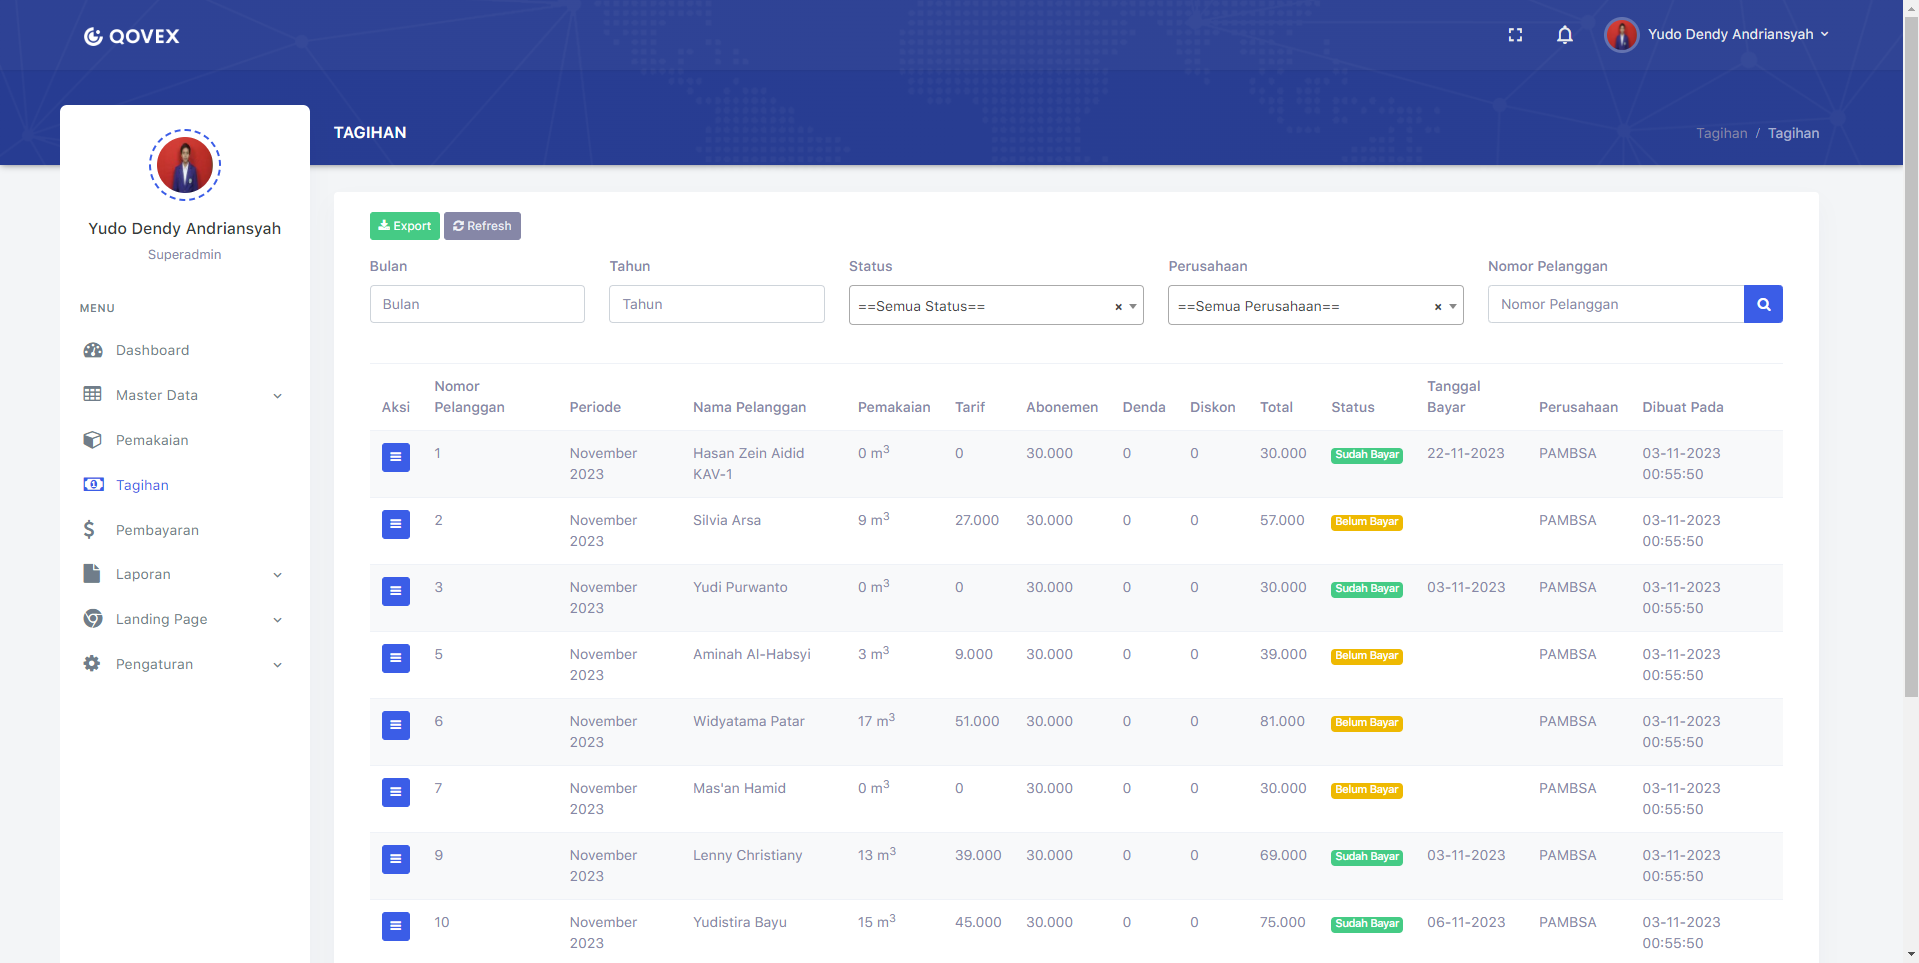 QOVEX
Yudo Dendy Andriansyah
TAGIHAN
Tagihan / Tagihan
Yudo Dendy Andriansyah
Superadmin
MENU
Dashboard
Master Data
Pemakaian
Tagihan
Pembayaran
Laporan
Landing Page
Pengaturan
Export Refresh
Bulan Tahun Status Perusahaan Nomor Pelanggan
Bulan Tahun ==Semua Status== × ==Semua Perusahaan== × Nomor Pelanggan
Aksi Nomor Pelanggan Periode Nama Pelanggan Pemakaian Tarif Abonemen Denda Diskon Total Status Tanggal Bayar Perusahaan Dibuat Pada
1 November 2023 Hasan Zein Aidid KAV-1 0 m³ 0 30.000 0 0 30.000 Sudah Bayar 22-11-2023 PAMBSA 03-11-2023 00:55:50
2 November 2023 Silvia Arsa 9 m³ 27.000 30.000 0 0 57.000 Belum Bayar PAMBSA 03-11-2023 00:55:50
3 November 2023 Yudi Purwanto 0 m³ 0 30.000 0 0 30.000 Sudah Bayar 03-11-2023 PAMBSA 03-11-2023 00:55:50
5 November 2023 Aminah Al-Habsyi 3 m³ 9.000 30.000 0 0 39.000 Belum Bayar PAMBSA 03-11-2023 00:55:50
6 November 2023 Widyatama Patar 17 m³ 51.000 30.000 0 0 81.000 Belum Bayar PAMBSA 03-11-2023 00:55:50
7 November 2023 Mas'an Hamid 0 m³ 0 30.000 0 0 30.000 Belum Bayar PAMBSA 03-11-2023 00:55:50
9 November 2023 Lenny Christiany 13 m³ 39.000 30.000 0 0 69.000 Sudah Bayar 03-11-2023 PAMBSA 03-11-2023 00:55:50
10 November 2023 Yudistira Bayu 15 m³ 45.000 30.000 0 0 75.000 Sudah Bayar 06-11-2023 PAMBSA 03-11-2023 00:55:50